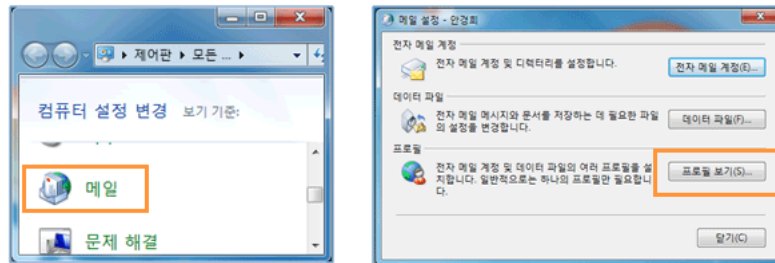 제어판 ▸ 모든 ... ▸
컴퓨터 설정 변경 보기 기준:
메일
문제 해결
메일 설정 - 안경회
전자 메일 계정
전자 메일 계정 및 디렉터리를 설정합니다.
전자 메일 계정(E)...
데이터 파일
전자 메일 메시지와 문서를 저장하는 데 필요한 파일
의 설정을 변경합니다.
데이터 파일(F)...
프로필
전자 메일 계정 및 데이터 파일의 여러 프로필을 설
치합니다. 일반적으로는 하나의 프로필만 필요합니
다.
프로필 보기(S)...
닫기(C)